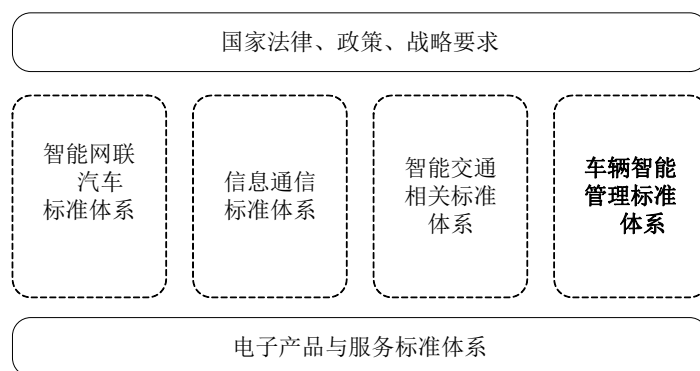 国家法律、政策、战略要求
智能网联
汽车
标准体系
信息通信
标准体系
智能交通
相关标准
体系
车辆智能
管理标准
体系
电子产品与服务标准体系